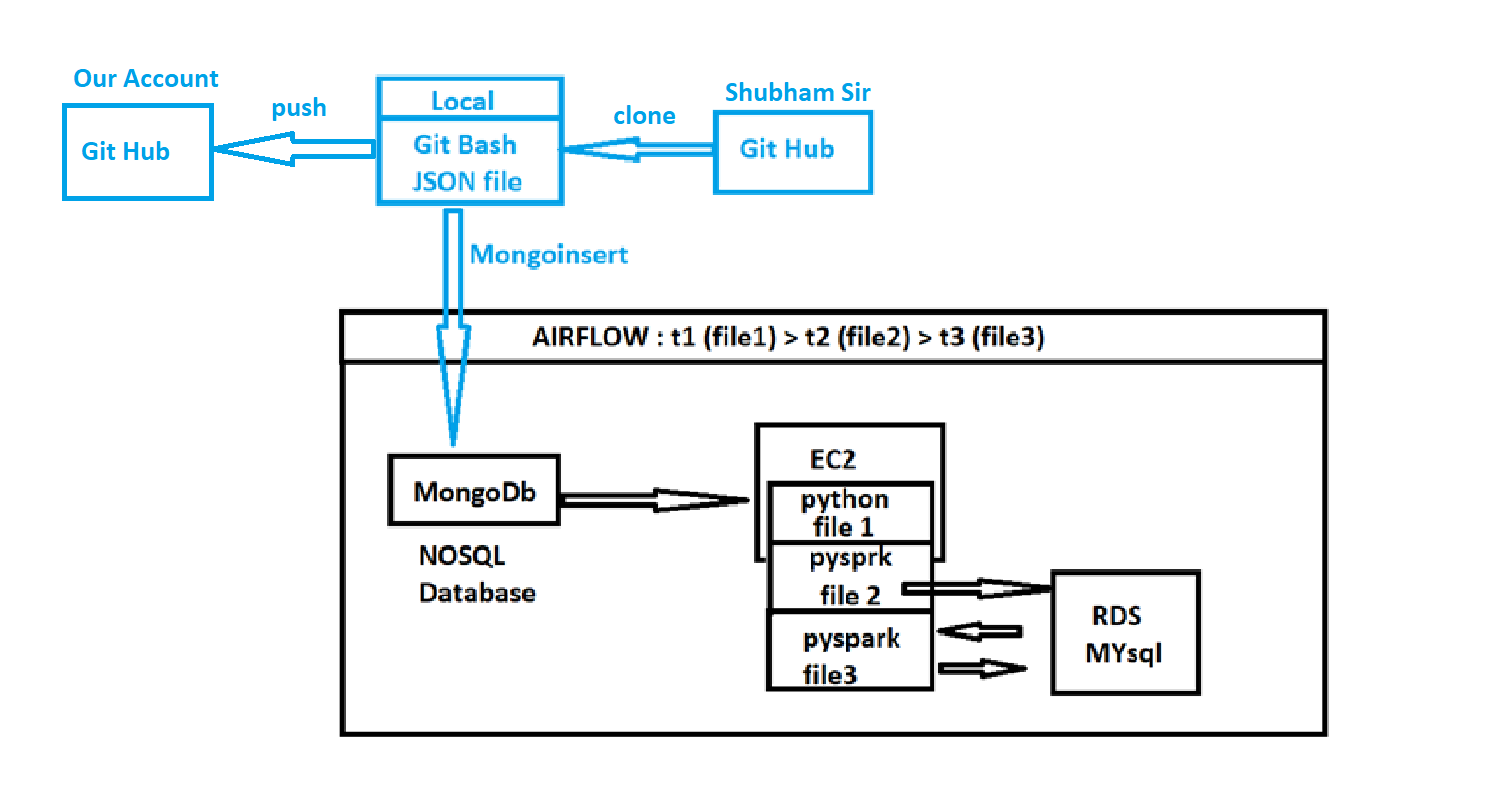 Our Account
Git Hub
push
Local
Git Bash
JSON file
clone
Shubham Sir
Git Hub
Mongoinsert
AIRFLOW : t1 (file1) > t2 (file2) > t3 (file3)
MongoDb
NOSQL
Database
EC2
python
file 1
pysprk
file 2
pyspark
file3
RDS
MYsql